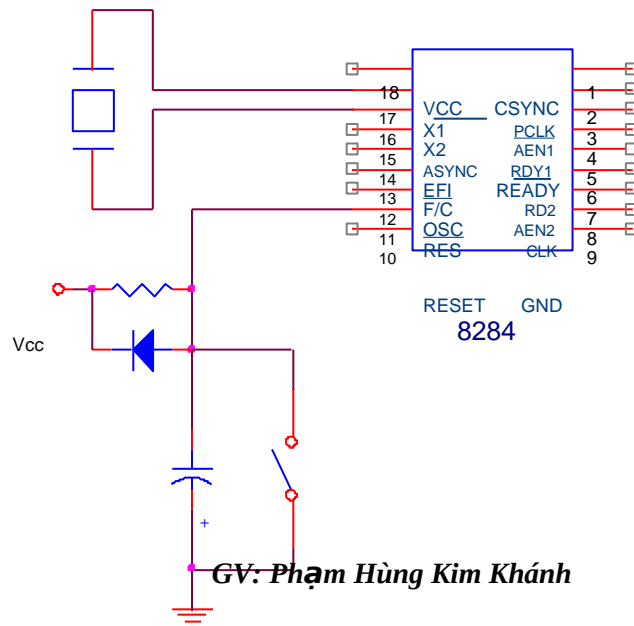 18 1
VCC CSYNC
17 2
X1 PCLK
16 3
X2 AEN1
15 4
ASYNC RDY1
14 5
EFI READY
13 6
F/C RD2
12 7
OSC AEN2
11 8
RES CLK
10 9
RESET GND
8284
Vcc
+
GV: Phạm Hùng Kim Khánh